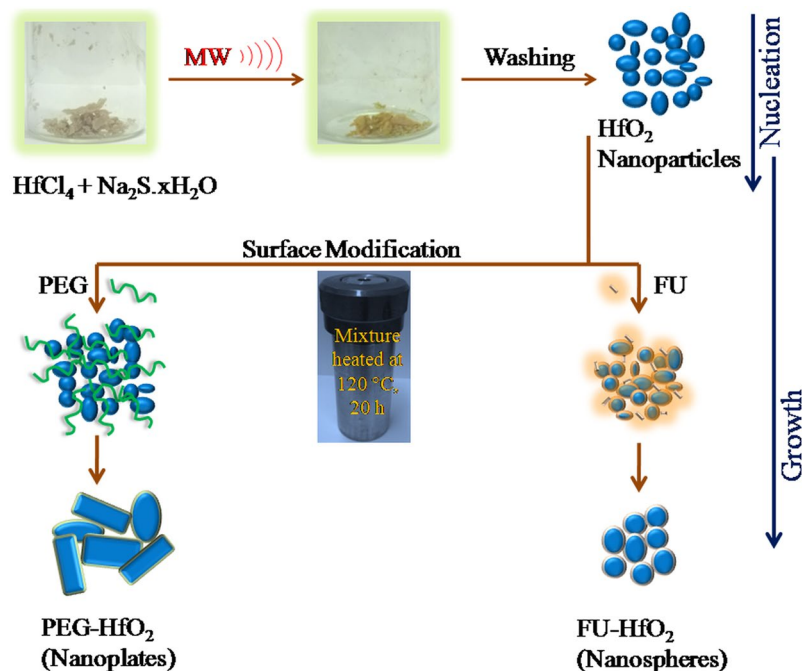 MW
Washing
HfCl₄ + Na₂S.xH₂O
HfO₂
Nanoparticles
Nucleation
Surface Modification
PEG
FU
Mixture
heated at
120 °C,
20 h
Growth
PEG-HfO₂
(Nanoplates)
FU-HfO₂
(Nanospheres)